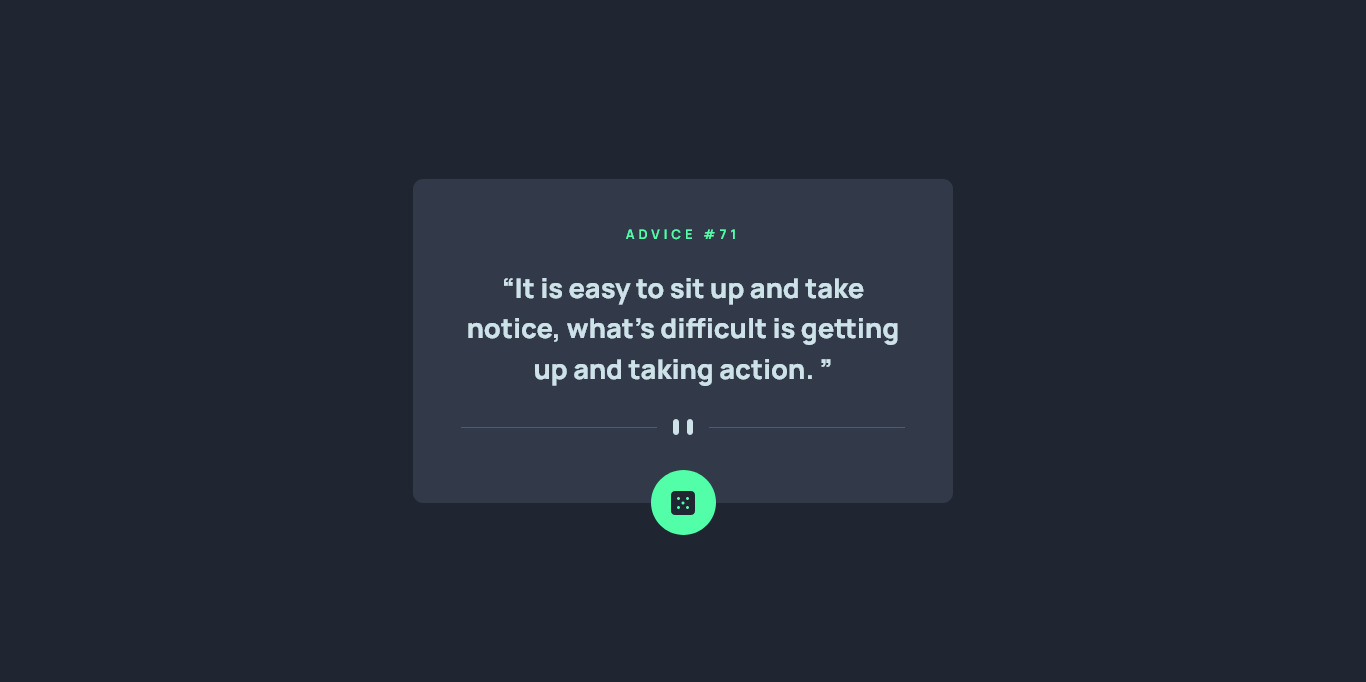 ADVICE #71
“It is easy to sit up and take
notice, what’s difficult is getting
up and taking action. ”